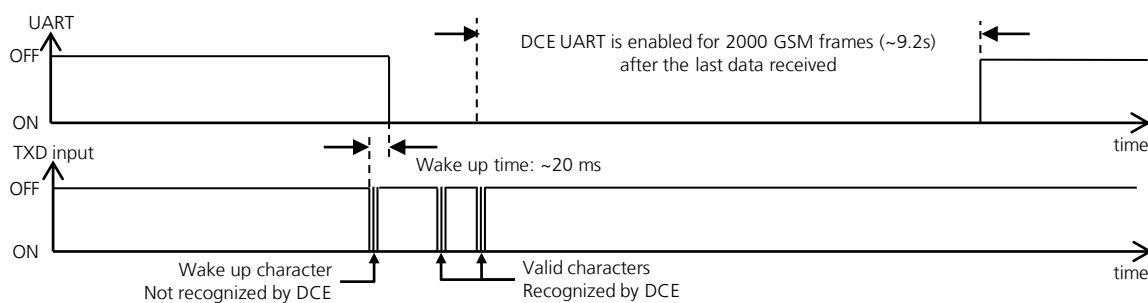 UART
OFF
DCE UART is enabled for 2000 GSM frames (~9.2s)
after the last data received
ON
time
TXD input
Wake up time: ~20 ms
OFF
ON
time
Wake up character
Not recognized by DCE
Valid characters
Recognized by DCE